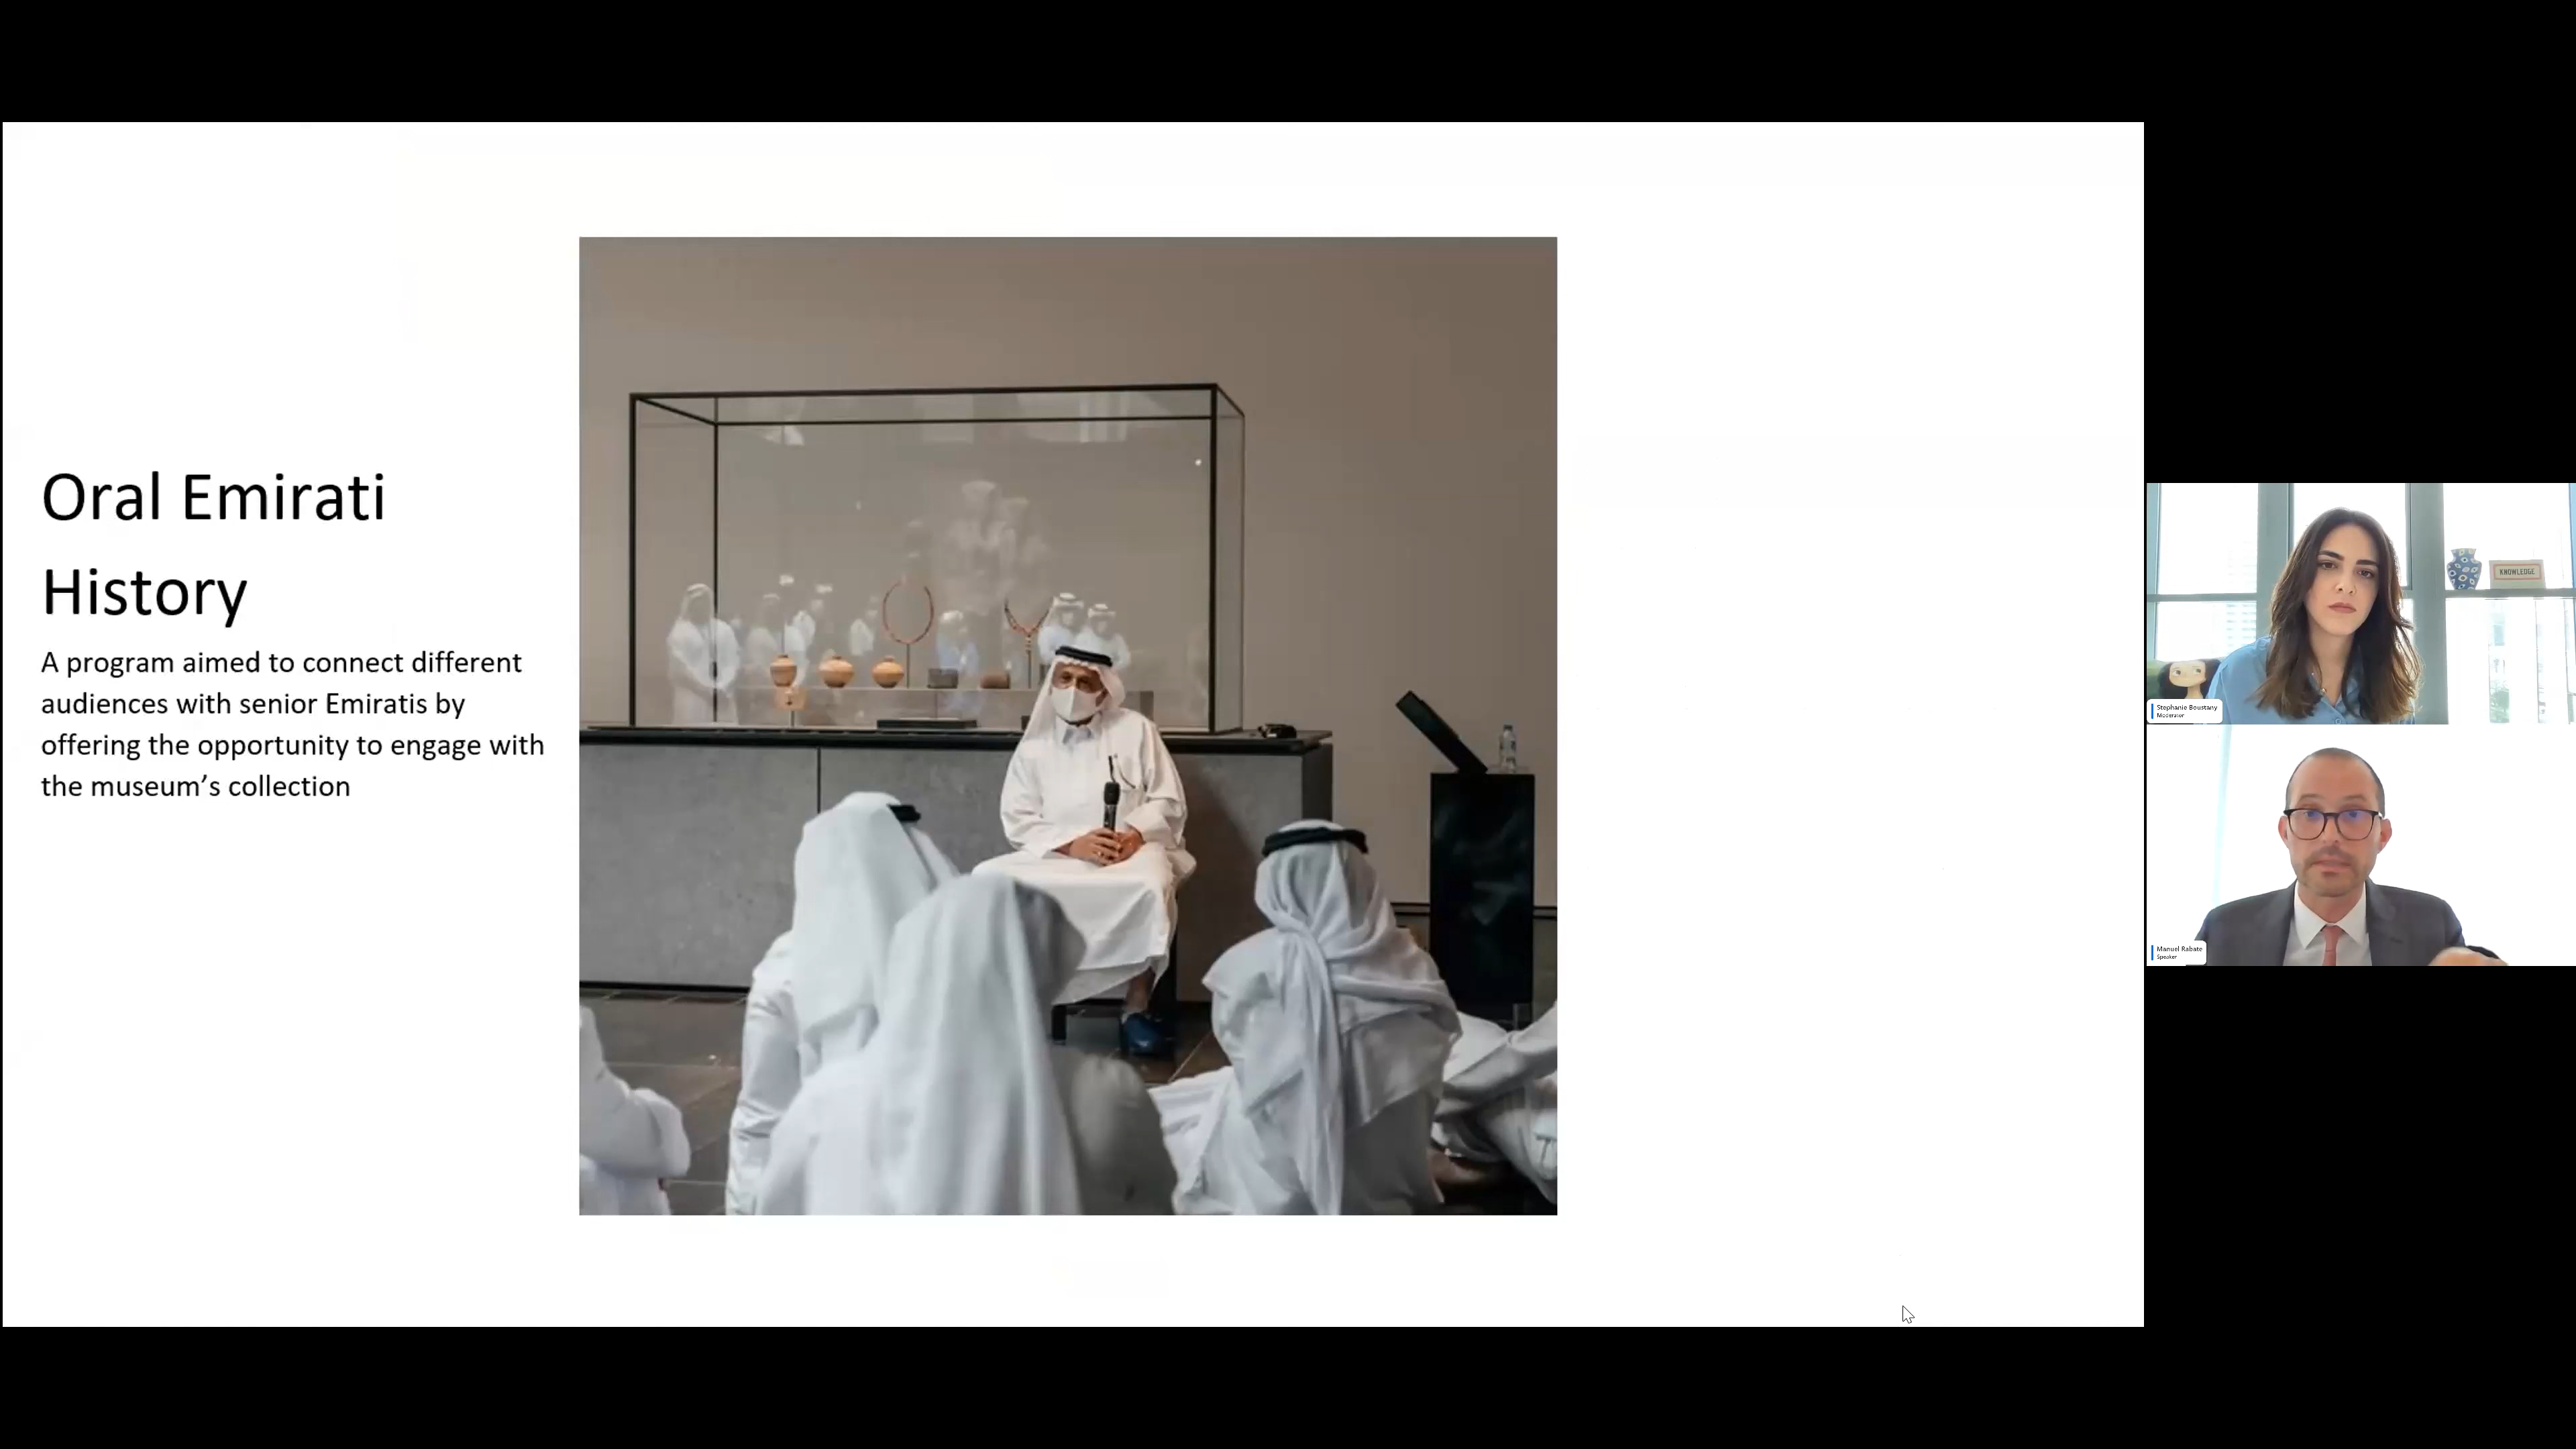 Oral Emirati
History
A program aimed to connect different
audiences with senior Emiratis by
offering the opportunity to engage with
the museum’s collection
KNOWLEDGE
Stephanie Boustany
Moderator
Manuel Rabate
Speaker